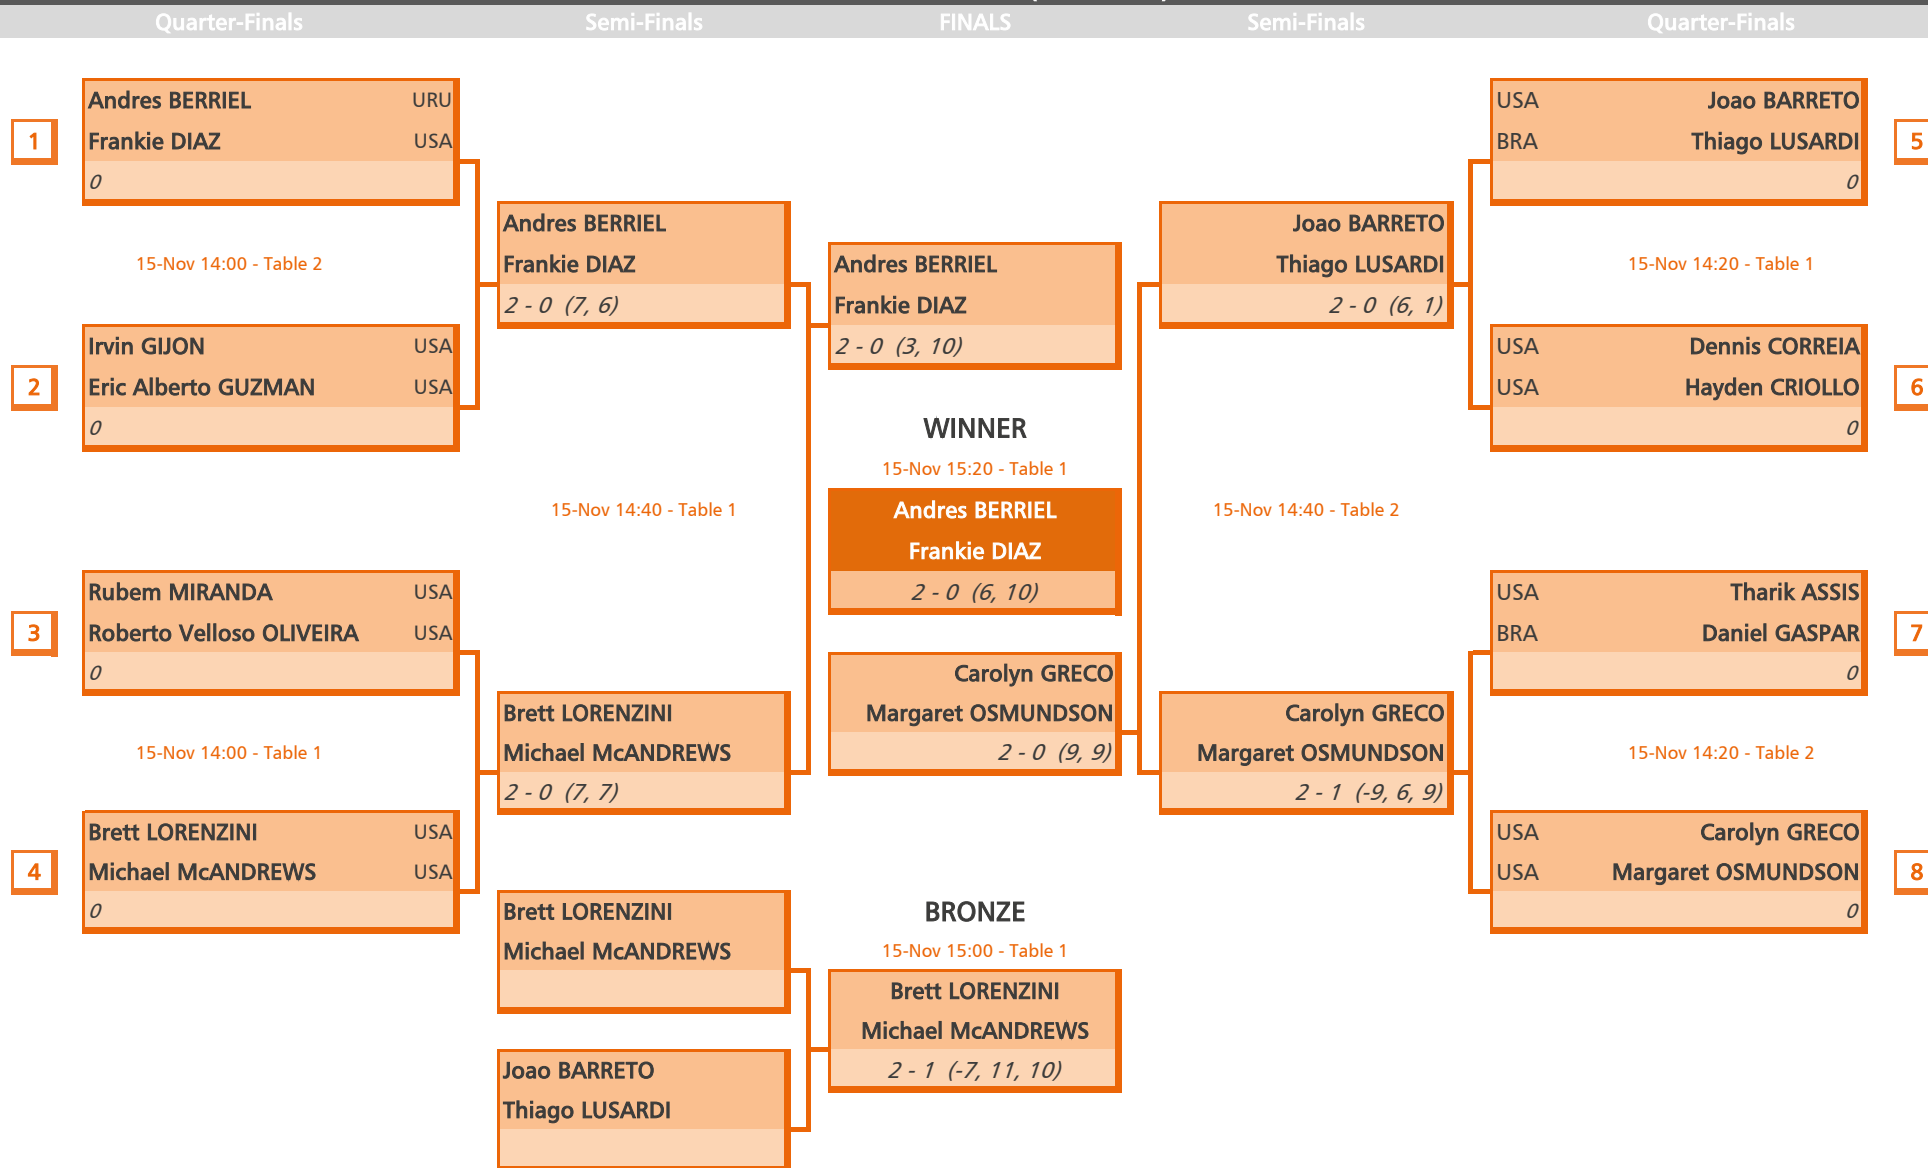 Quarter-Finals
Semi-Finals
FINALS
Semi-Finals
Quarter-Finals
1
Andres BERRIEL URU
Frankie DIAZ USA
0
15-Nov 14:00 - Table 2
2
Irvin GIJON USA
Eric Alberto GUZMAN USA
0
3
Rubem MIRANDA USA
Roberto Velloso OLIVEIRA USA
0
15-Nov 14:00 - Table 1
4
Brett LORENZINI USA
Michael McANDREWS USA
0
Andres BERRIEL
Frankie DIAZ
2 - 0 (7, 6)
15-Nov 14:40 - Table 1
Brett LORENZINI
Michael McANDREWS
2 - 0 (7, 7)
Brett LORENZINI
Michael McANDREWS
Joao BARRETO
Thiago LUSARDI
Andres BERRIEL
Frankie DIAZ
2 - 0 (3, 10)
WINNER
15-Nov 15:20 - Table 1
Andres BERRIEL
Frankie DIAZ
2 - 0 (6, 10)
Carolyn GRECO
Margaret OSMUNDSON
2 - 0 (9, 9)
BRONZE
15-Nov 15:00 - Table 1
Brett LORENZINI
Michael McANDREWS
2 - 1 (-7, 11, 10)
Joao BARRETO
Thiago LUSARDI
2 - 0 (6, 1)
15-Nov 14:40 - Table 2
Carolyn GRECO
Margaret OSMUNDSON
2 - 1 (-9, 6, 9)
USA Joao BARRETO
BRA Thiago LUSARDI
0
5
15-Nov 14:20 - Table 1
USA Dennis CORREIA
USA Hayden CRIOLLO
0
6
USA Tharik ASSIS
BRA Daniel GASPAR
0
7
15-Nov 14:20 - Table 2
USA Carolyn GRECO
USA Margaret OSMUNDSON
0
8